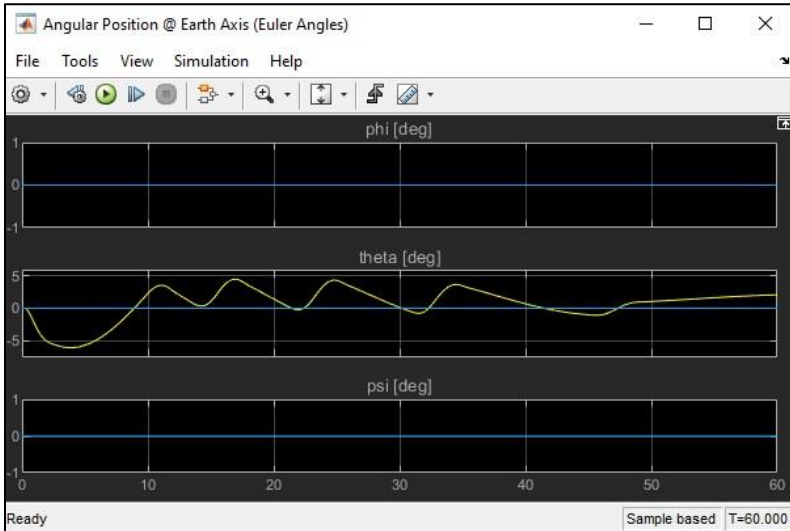 Angular Position @ Earth Axis (Euler Angles)
File Tools View Simulation Help
phi [deg]
1
0
-1
theta [deg]
5
0
-5
psi [deg]
1
0
-1
0 10 20 30 40 50 60
Ready Sample based T=60.000